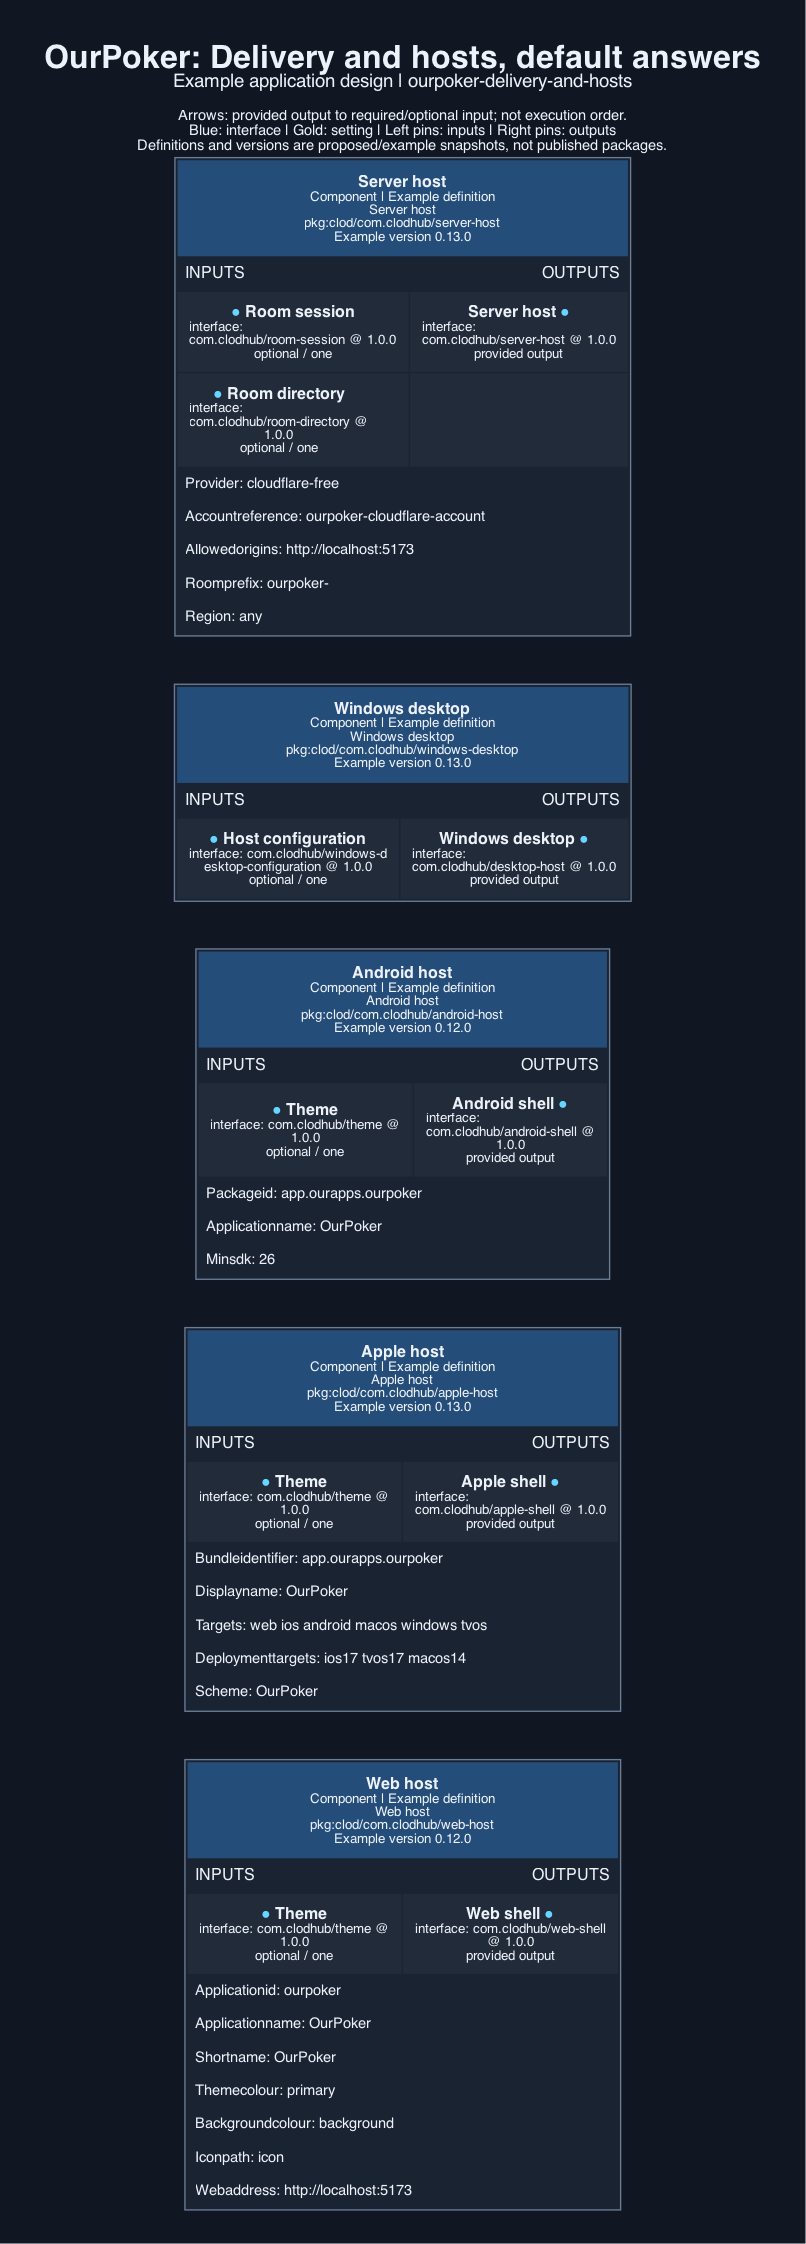 OurPoker: Delivery and hosts, default answers
Example application design | ourpoker-delivery-and-hosts
Arrows: provided output to required/optional input; not execution order.
Blue: interface | Gold: setting | Left pins: inputs | Right pins: outputs
Definitions and versions are proposed/example snapshots, not published packages.
Server host
Component | Example definition
Server host
pkg:clod/com.clodhub/server-host
Example version 0.13.0
INPUTS
OUTPUTS
● Room session
interface:
com.clodhub/room-session @ 1.0.0
optional / one
Server host ●
interface:
com.clodhub/server-host @ 1.0.0
provided output
● Room directory
interface:
com.clodhub/room-directory @
1.0.0
optional / one
Provider: cloudflare-free
Accountreference: ourpoker-cloudflare-account
Allowedorigins: http://localhost:5173
Roomprefix: ourpoker-
Region: any
Windows desktop
Component | Example definition
Windows desktop
pkg:clod/com.clodhub/windows-desktop
Example version 0.13.0
INPUTS
OUTPUTS
● Host configuration
interface: com.clodhub/windows-d
esktop-configuration @ 1.0.0
optional / one
Windows desktop ●
interface:
com.clodhub/desktop-host @ 1.0.0
provided output
Android host
Component | Example definition
Android host
pkg:clod/com.clodhub/android-host
Example version 0.12.0
INPUTS
OUTPUTS
● Theme
interface: com.clodhub/theme @
1.0.0
optional / one
Android shell ●
interface:
com.clodhub/android-shell @
1.0.0
provided output
Packageid: app.ourapps.ourpoker
Applicationname: OurPoker
Minsdk: 26
Apple host
Component | Example definition
Apple host
pkg:clod/com.clodhub/apple-host
Example version 0.13.0
INPUTS
OUTPUTS
● Theme
interface: com.clodhub/theme @
1.0.0
optional / one
Apple shell ●
interface:
com.clodhub/apple-shell @ 1.0.0
provided output
Bundleidentifier: app.ourapps.ourpoker
Displayname: OurPoker
Targets: web ios android macos windows tvos
Deploymenttargets: ios17 tvos17 macos14
Scheme: OurPoker
Web host
Component | Example definition
Web host
pkg:clod/com.clodhub/web-host
Example version 0.12.0
INPUTS
OUTPUTS
● Theme
interface: com.clodhub/theme @
1.0.0
optional / one
Web shell ●
interface: com.clodhub/web-shell
@ 1.0.0
provided output
Applicationid: ourpoker
Applicationname: OurPoker
Shortname: OurPoker
Themecolour: primary
Backgroundcolour: background
Iconpath: icon
Webaddress: http://localhost:5173